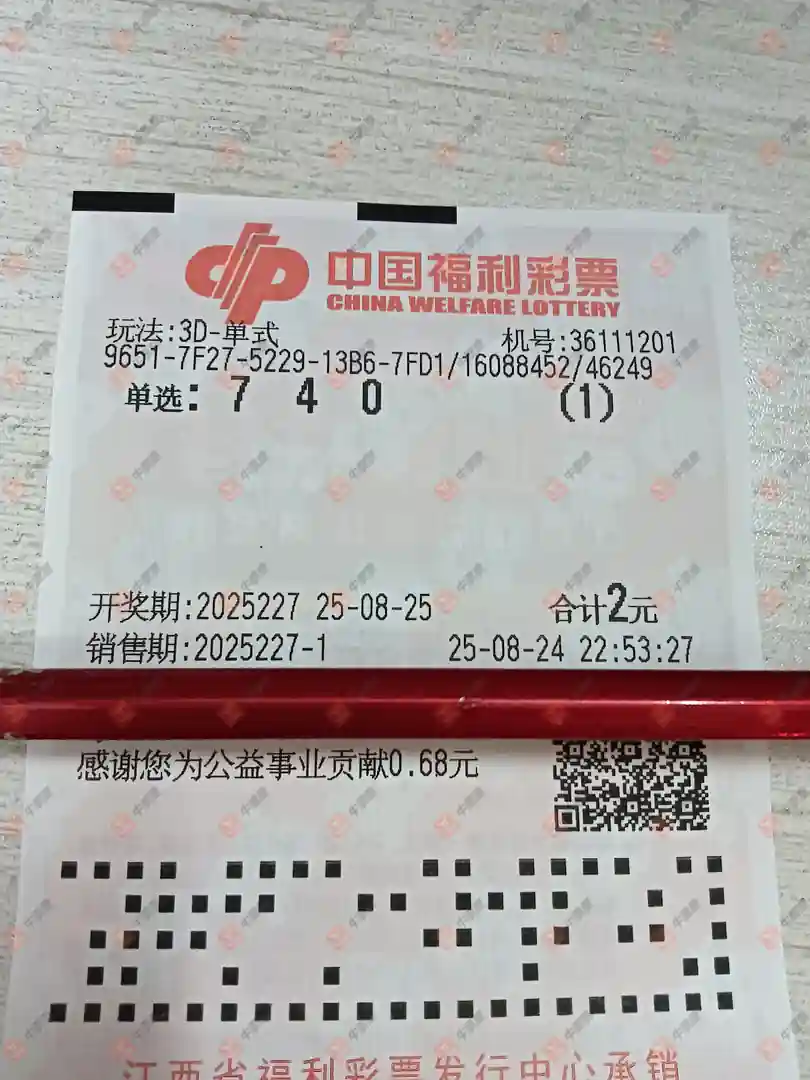 中国福利彩票
CHINA WELFARE LOTTERY
玩法:3D-单式 机号:36111201
9651-7F27-5229-13B6-7FD1/16088452/46249
单选: 7 4 0 (1)
开奖期:2025227 25-08-25 合计2元
销售期:2025227-1 25-08-24 22:53:27
感谢您为公益事业贡献0.68元
江西省福利彩票发行中心承销